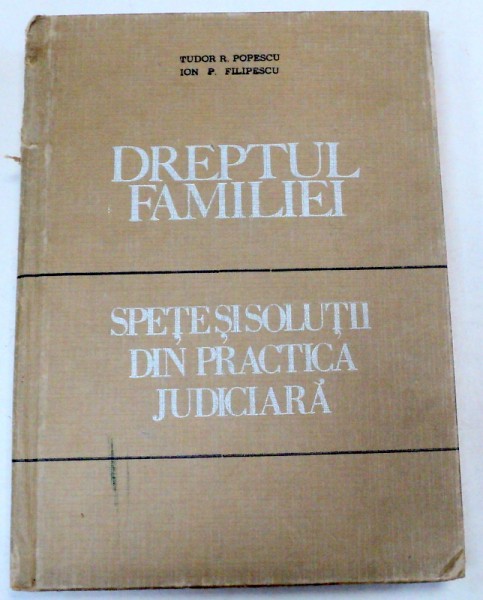 TUDOR R. POPESCU
ION P. FILIPESCU
DREPTUL
FAMILIEI
SPEȚE ȘI SOLUȚII
DIN PRACTICA
JUDICIARĂ